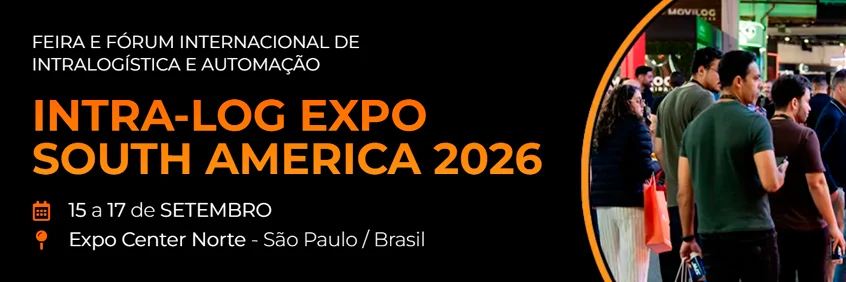 FEIRA E FÓRUM INTERNACIONAL DE
INTRALOGÍSTICA E AUTOMAÇÃO
INTRA-LOG EXPO
SOUTH AMERICA 2026
15 a 17 de SETEMBRO
Expo Center Norte - São Paulo / Brasil
MOVILOG